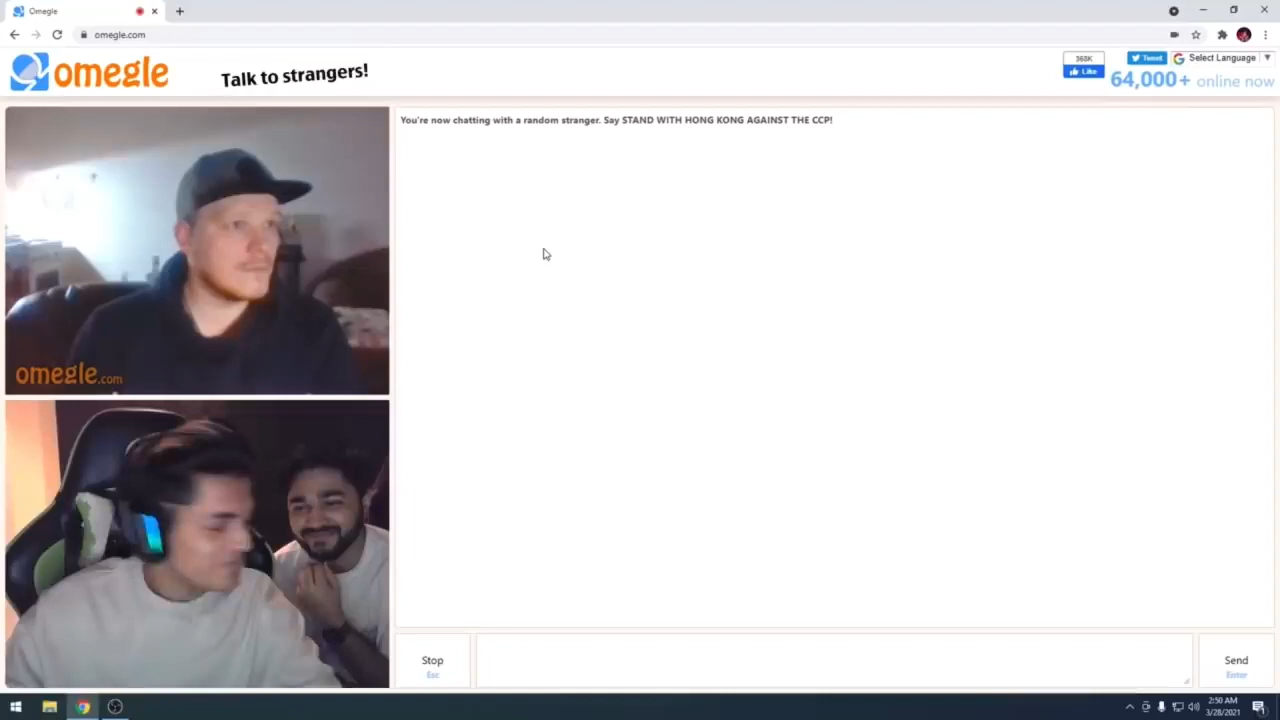 Omegle
omegle.com
omegle
Talk to strangers!
368K
Like
Tweet
Select Language
64,000+ online now
You're now chatting with a random stranger. Say STAND WITH HONG KONG AGAINST THE CCP!
omegle.com
Stop
Esc
Send
Enter
2:50 AM
3/28/2021